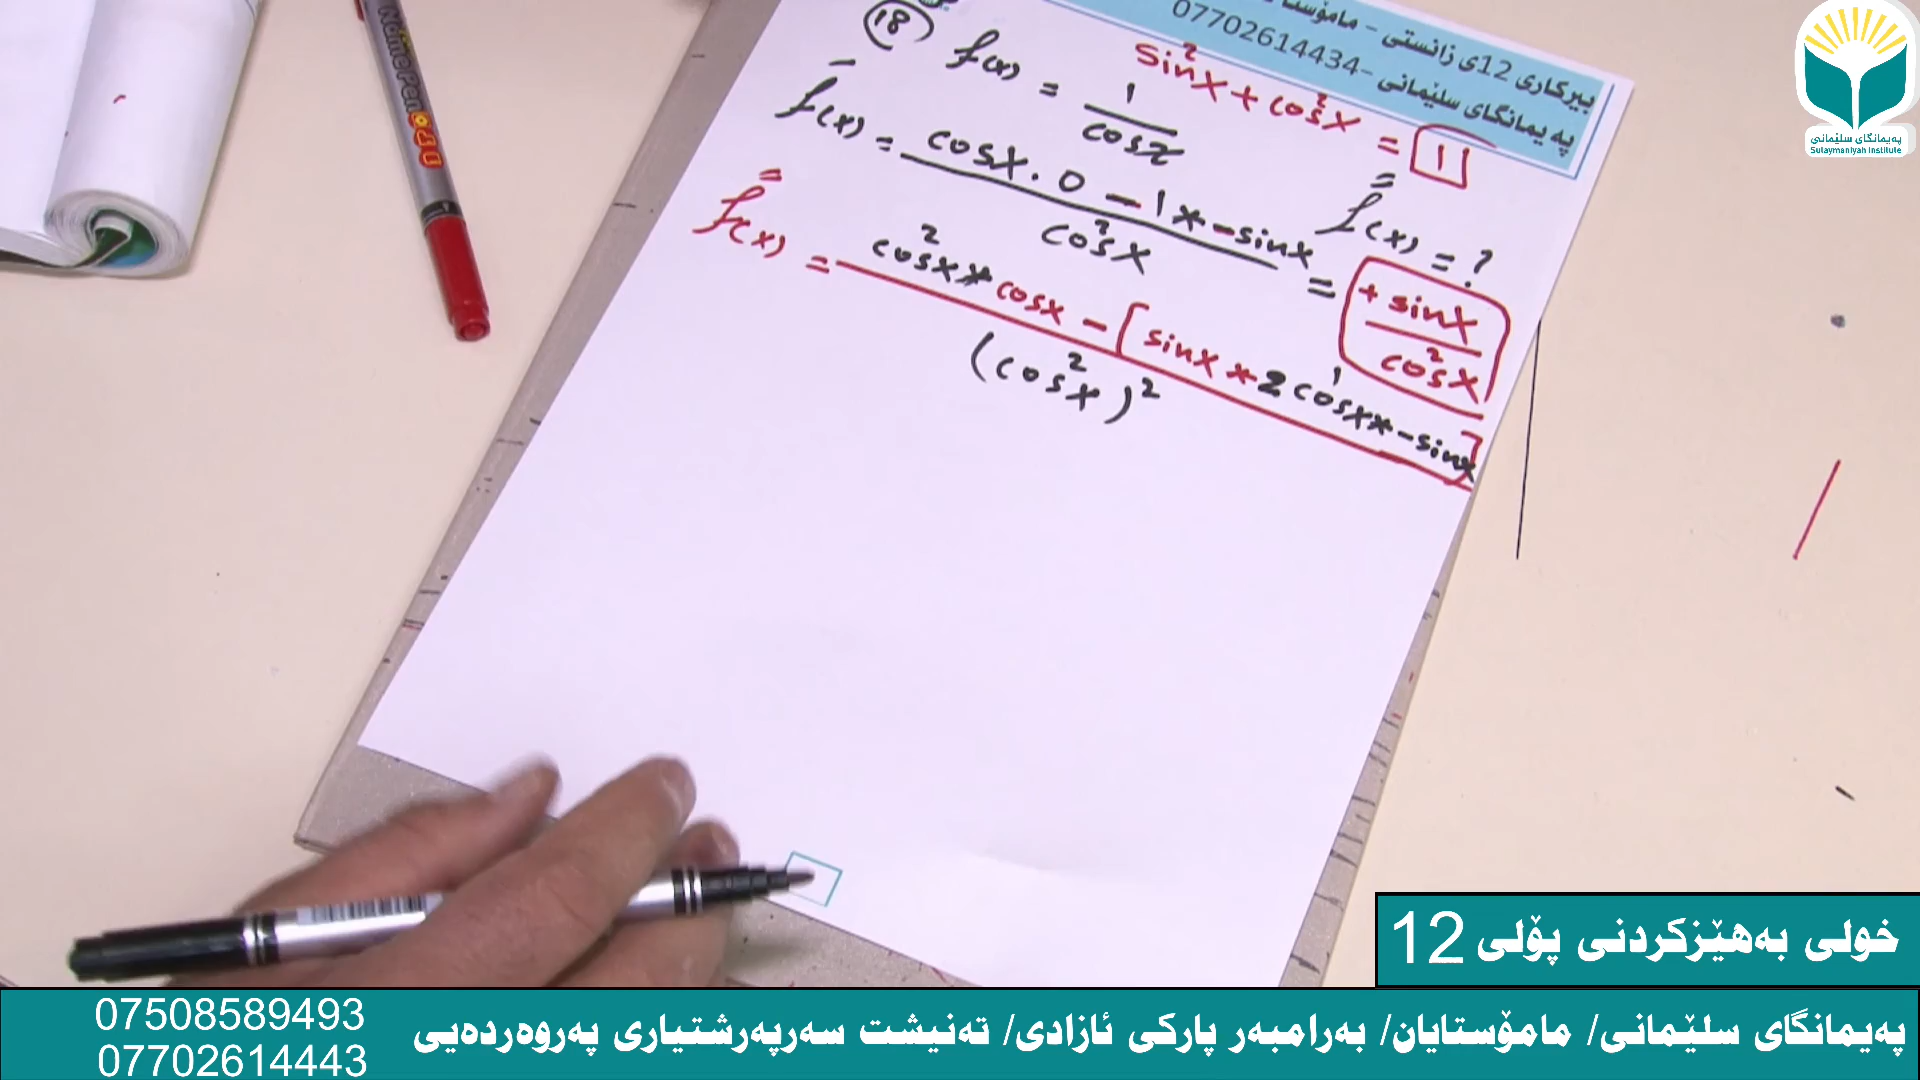 بیرکاری 12ی زانستی - مامۆستا
پەیمانگای سلێمانی -07702614434
sin²x + cos²x = 1
18 f(x) = 1/cosx
f̄(x) = cosx . 0 - 1 * -sinx / cos²x = + sinx / cos²x
f̿(x) = ?
f̿(x) = cos²x * cosx - [sinx * 2 cos¹x * -sinx] / (cos²x)²
NamePen
پەیمانگای سلێمانی
Sulaymaniyah Institute
خولی بەهێزکردنی پۆلی 12
پەیمانگای سلێمانی/ مامۆستایان/ بەرامبەر پارکی ئازادی/ تەنیشت سەرپەرشتیاری پەروەردەیی
07508589493
07702614443